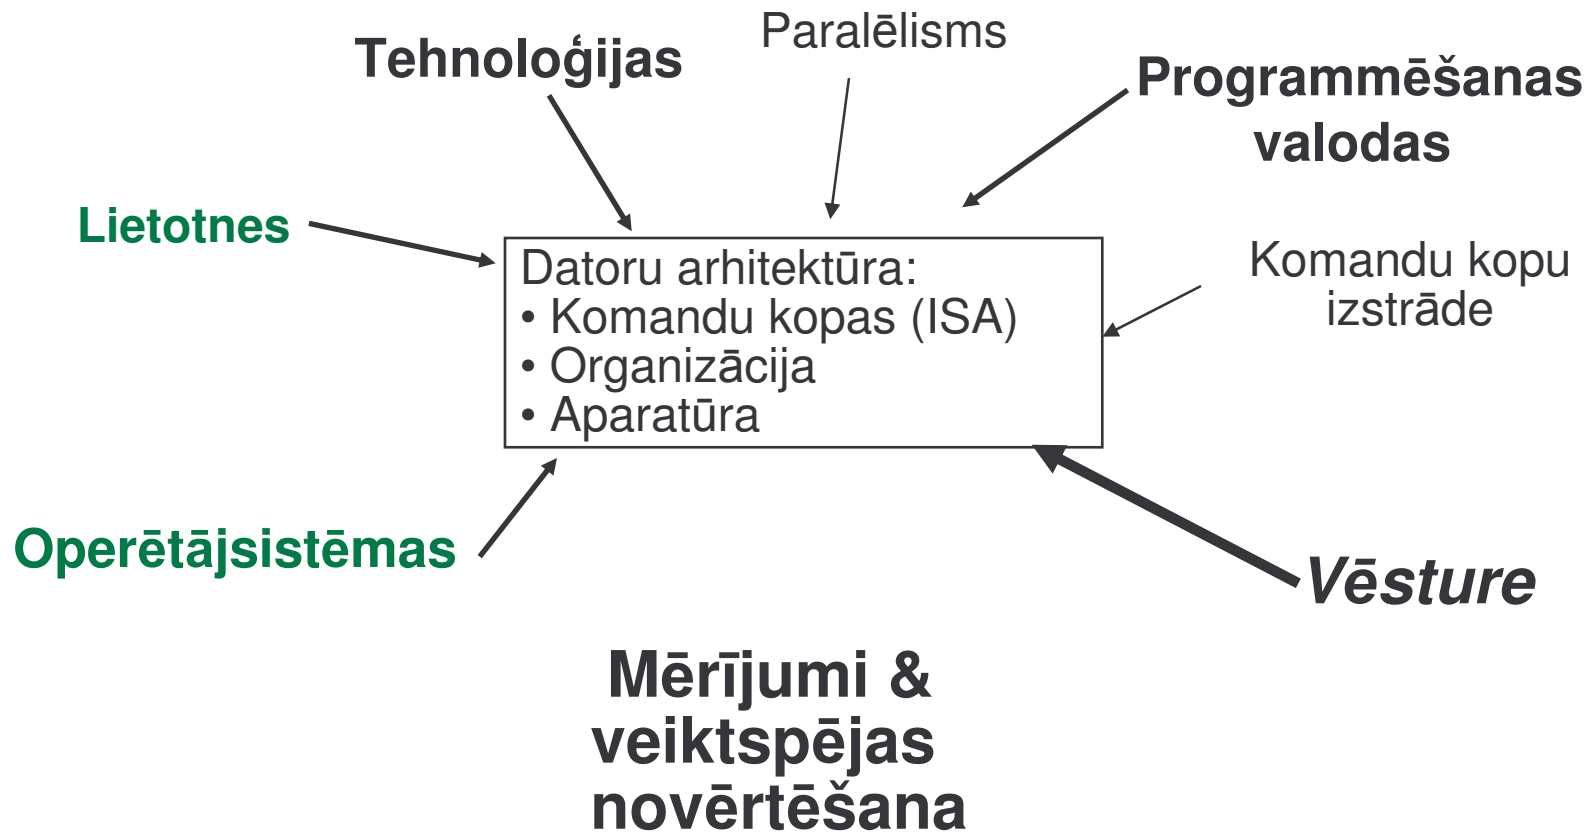 Paralēlisms
Tehnoloģijas
Programmēšanas
valodas
Lietotnes
Datoru arhitektūra:
• Komandu kopas (ISA)
• Organizācija
• Aparatūra
Komandu kopu
izstrāde
Operētājsistēmas
Vēsture
Mērījumi &
veiktspējas
novērtēšana